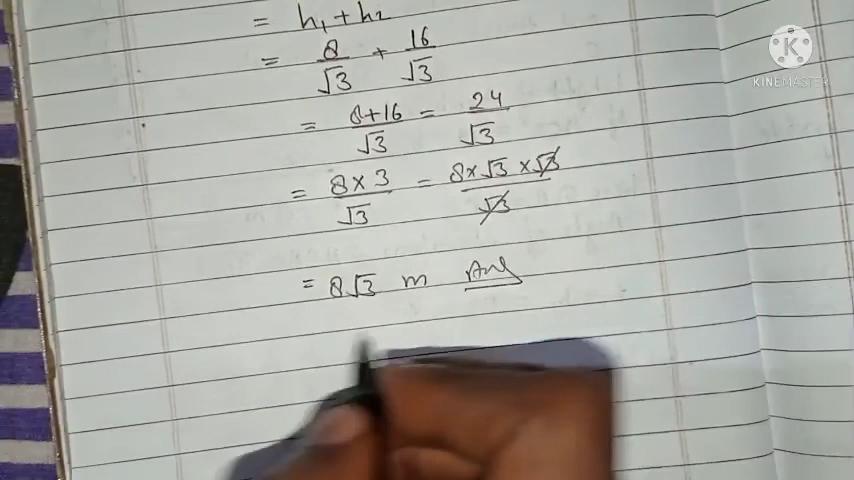 = h₁ + h₂
= 8/√3 + 16/√3
= 8+16/√3 = 24/√3
= 8×3/√3 = 8×√3×√3/√3
= 8√3 m Ans
K
KINEMASTER